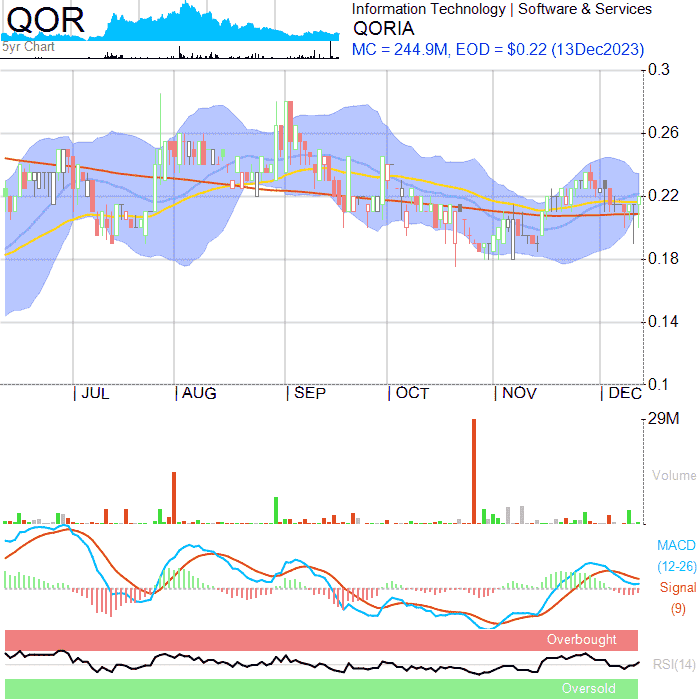 QOR
5yr Chart
Information Technology | Software & Services
QORIA
MC = 244.9M, EOD = $0.22 (13Dec2023)
0.3
0.26
0.22
0.18
0.14
0.1
| JUL | AUG | SEP | OCT | NOV | DEC
29M
Volume
MACD
(12-26)
Signal
(9)
Overbought
RSI(14)
Oversold